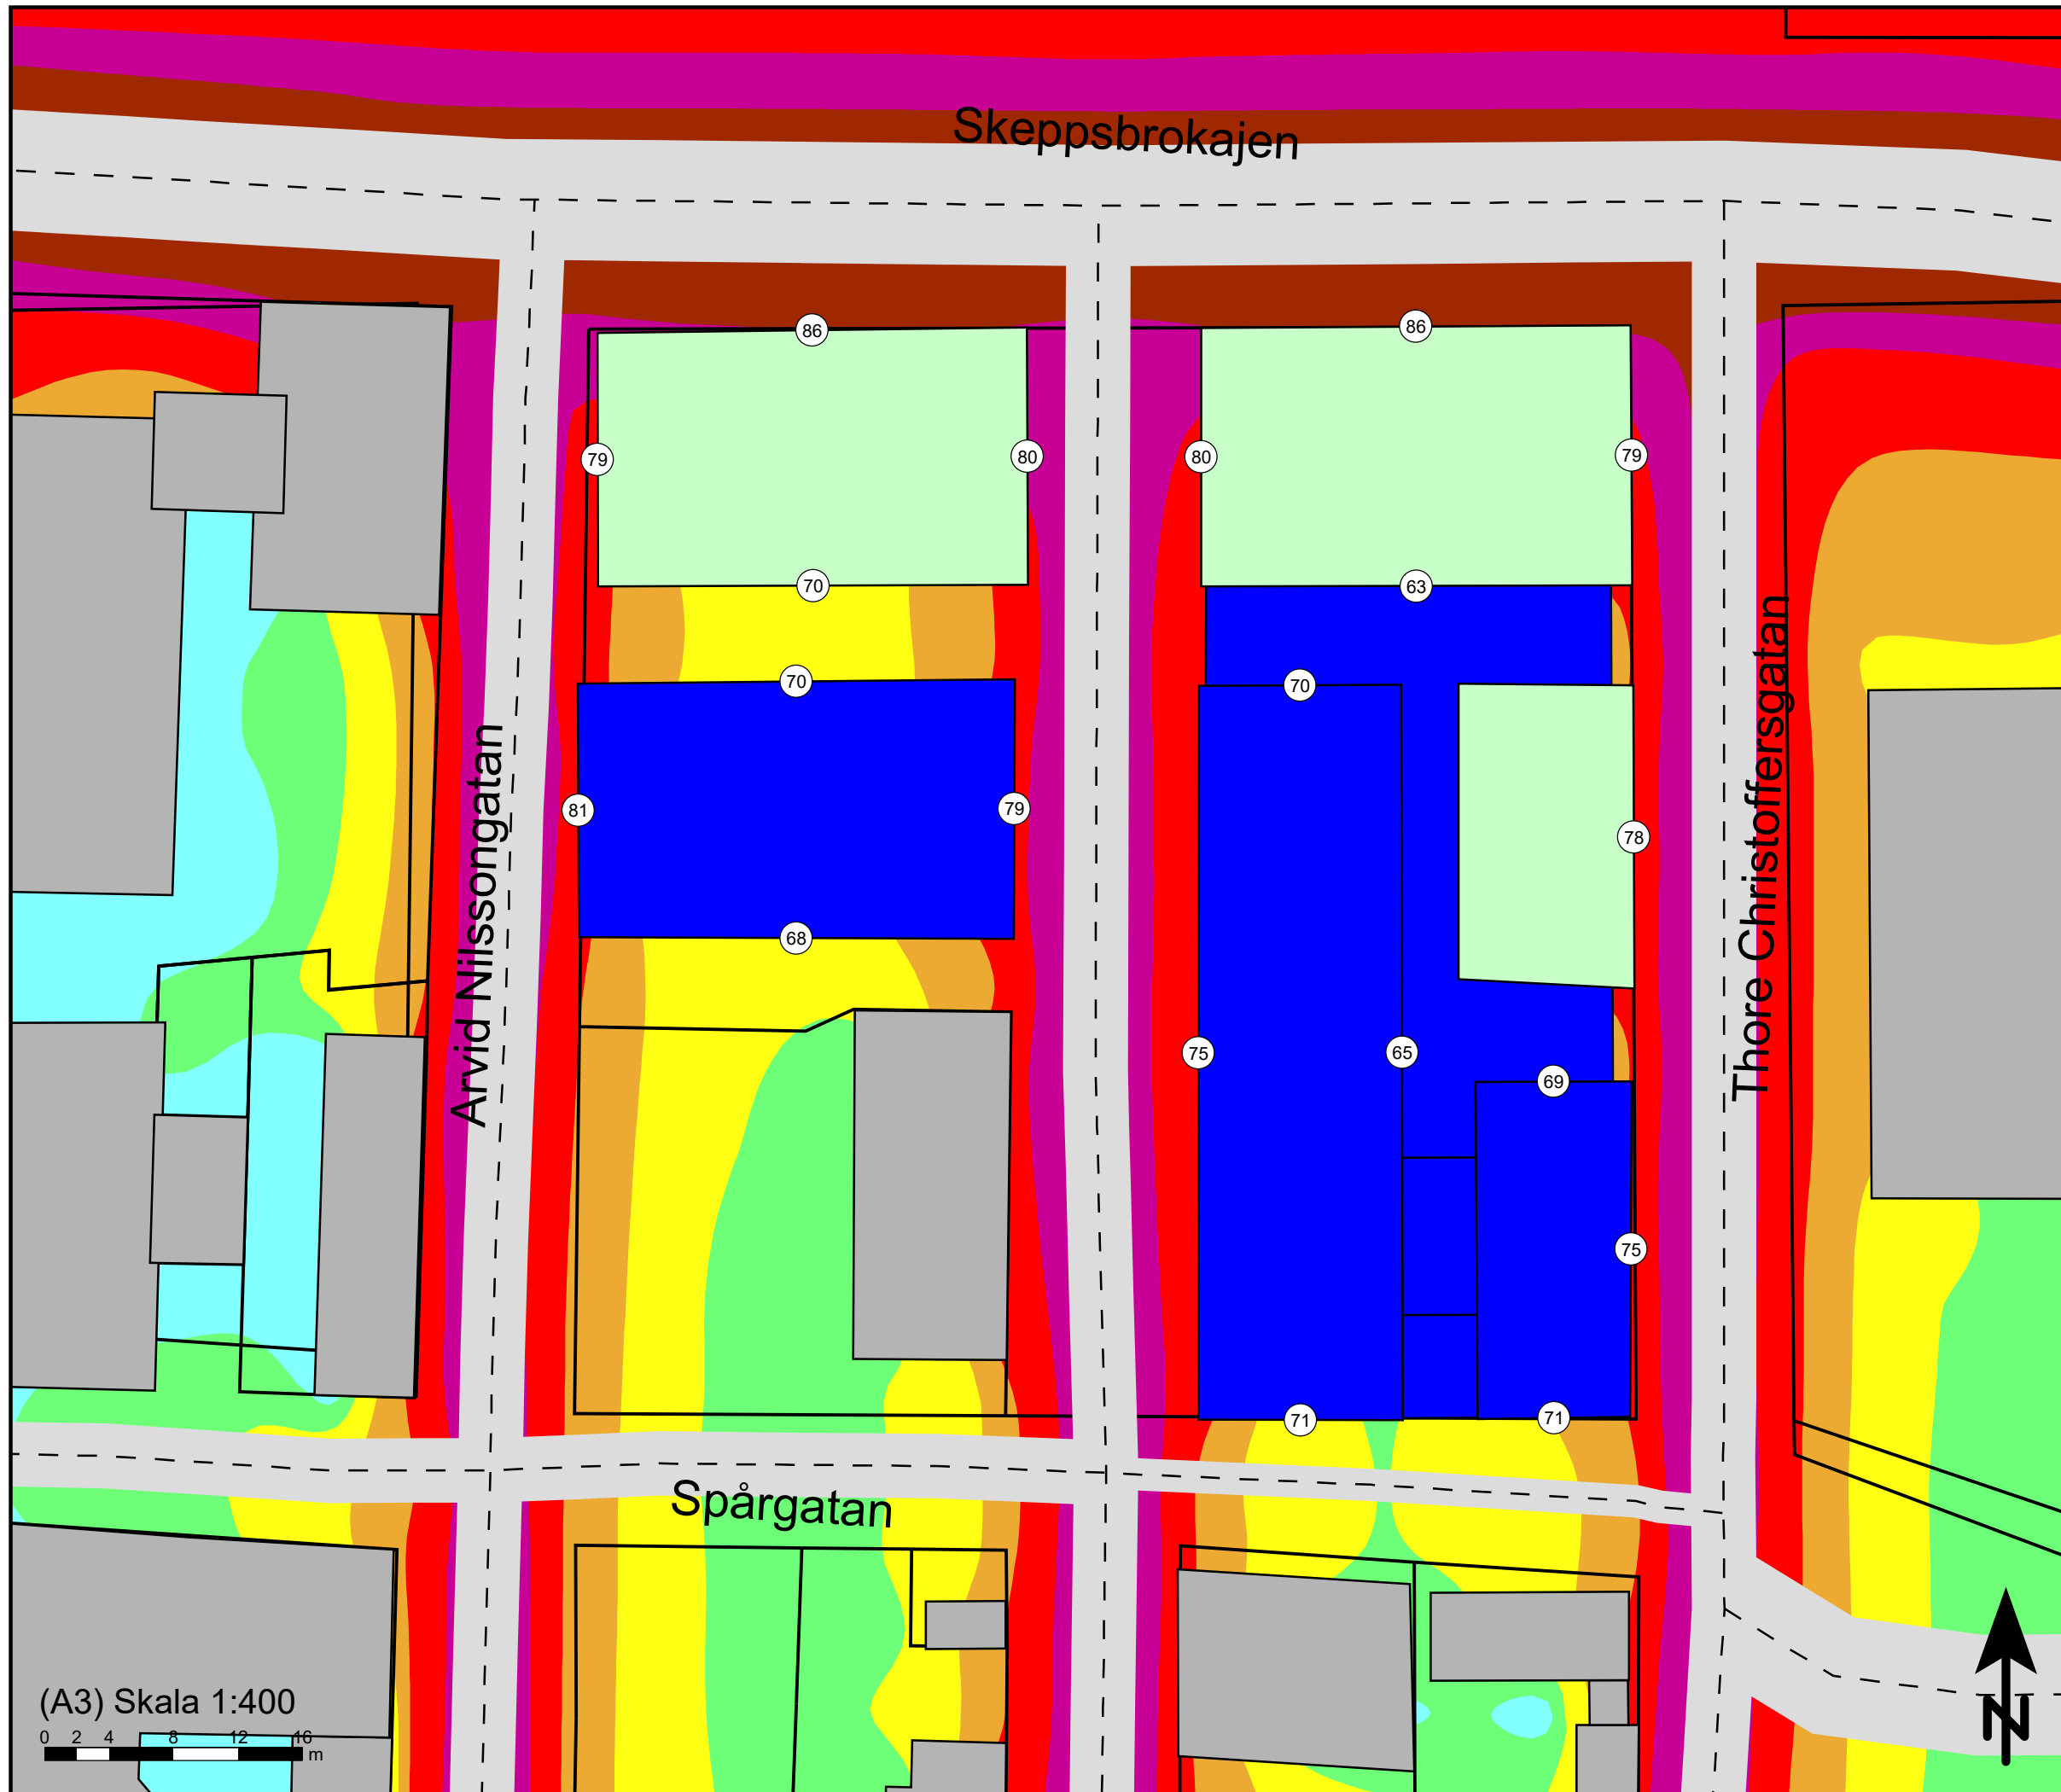 Skeppsbrokajen
86
86
79
80
80
79
70
63
70
70
81
79
78
68
75
65
69
75
71
71
Arvid Nilssongatan
Thore Christoffersgatan
Spårgatan
(A3) Skala 1:400
0 2 4 8 12 16
m
N